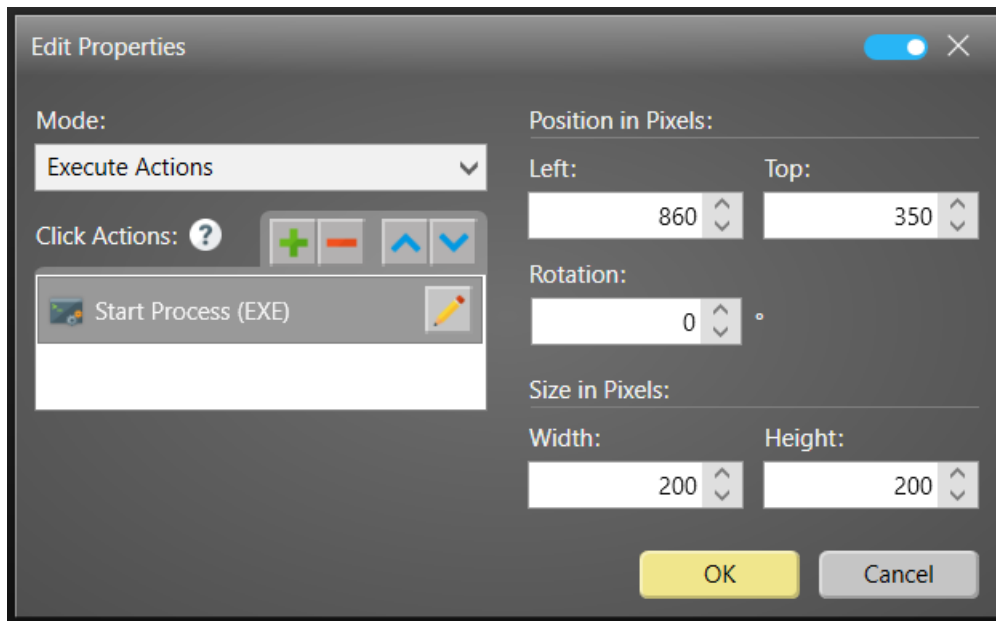 Edit Properties
Mode:
Execute Actions
Click Actions: ?
Start Process (EXE)
Position in Pixels:
Left: Top:
860 350
Rotation:
0 °
Size in Pixels:
Width: Height:
200 200
OK Cancel